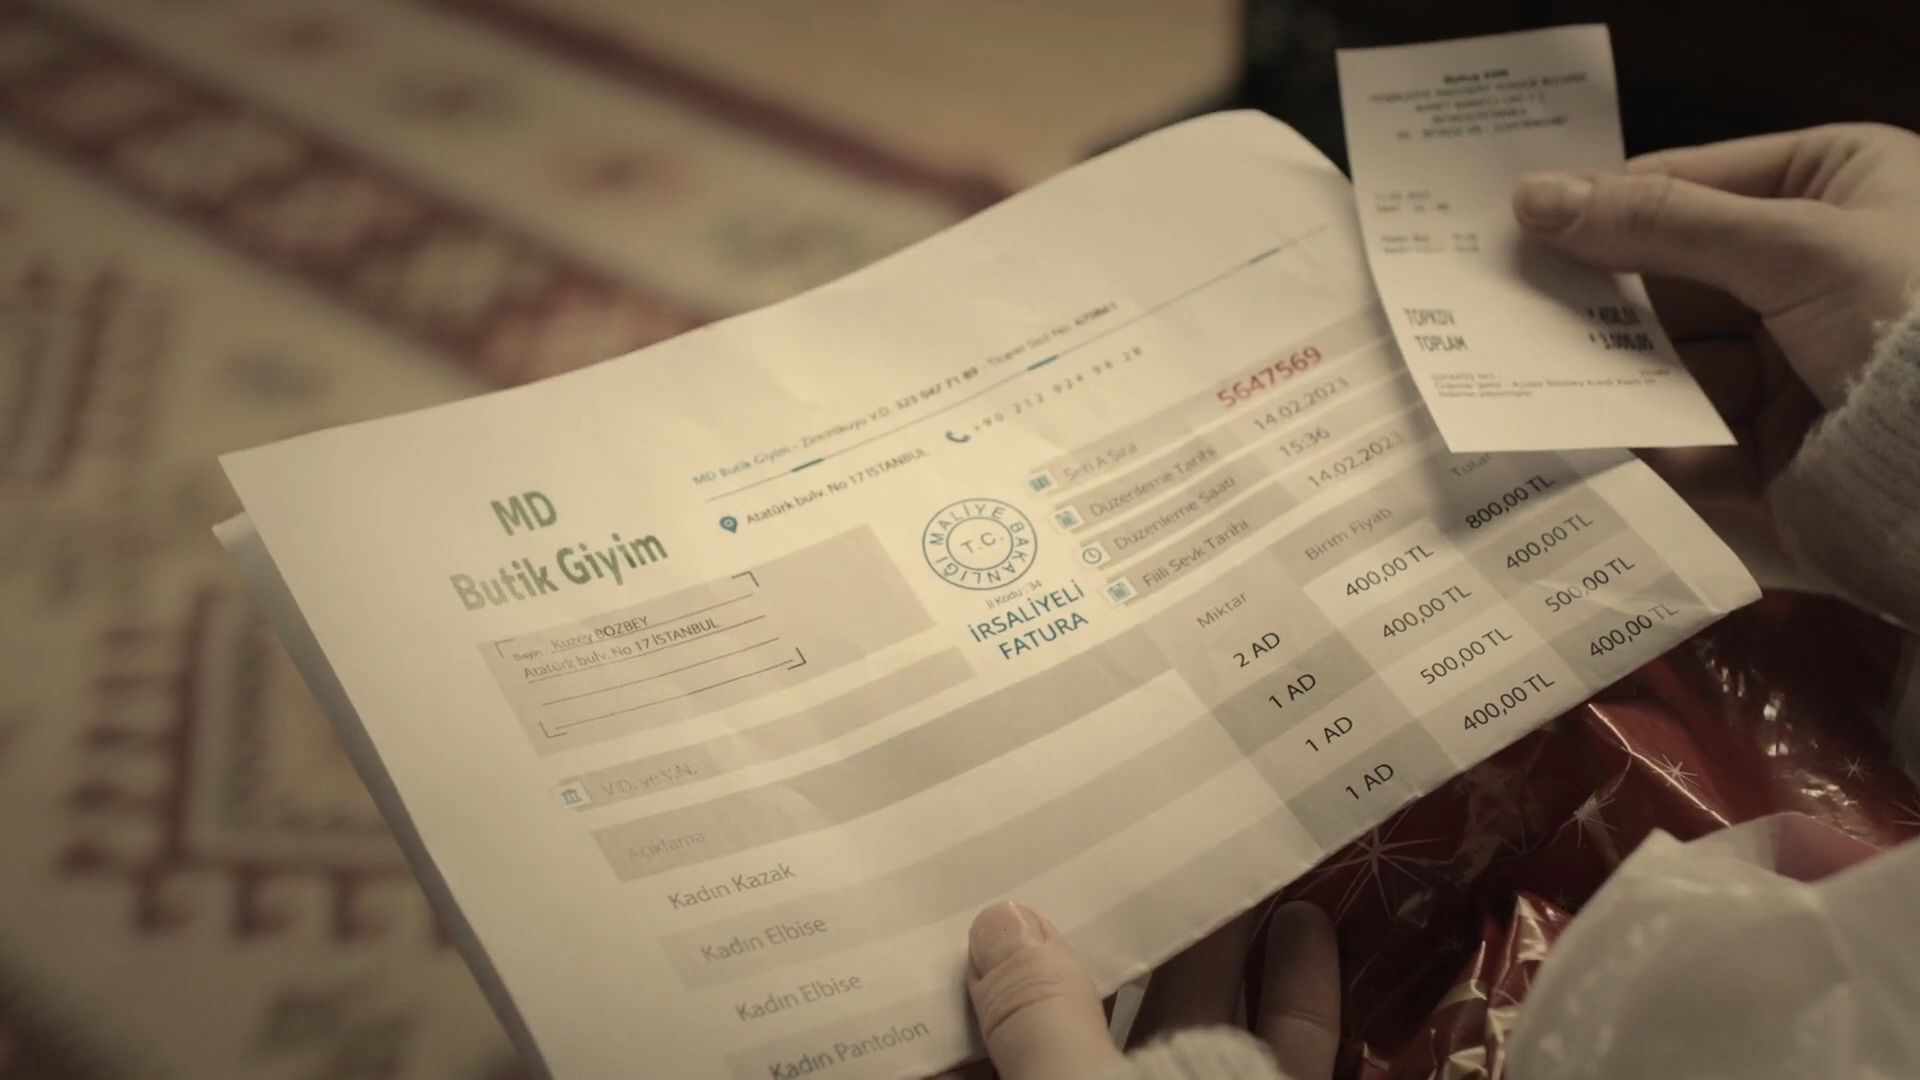 MD
Butik Giyim
MD Butik Giyim - Zincirlikuyu V.D. 323 047 71 89 - Ticaret Sicil No:
Atatürk bulv. No 17 İSTANBUL
+90 212 924 98 28
Sayın Kuzey BOZBEY
Atatürk bulv. No 17 İSTANBUL
T.C. MALİYE BAKANLIĞI
İl Kodu : 34
İRSALİYELİ
FATURA
Seri A Sıra 5647569
Düzenleme Tarihi 14.02.2023
Düzenleme Saati 15:36
Fiili Sevk Tarihi 14.02.2023
V.D. ve V.N.
Açıklama Miktar Birim Fiyatı Tutar
Kadın Kazak 2 AD 400,00 TL 800,00 TL
Kadın Elbise 1 AD 400,00 TL 400,00 TL
Kadın Elbise 1 AD 500,00 TL 500,00 TL
Kadın Pantolon 1 AD 400,00 TL 400,00 TL
TOPKDV
TOPLAM